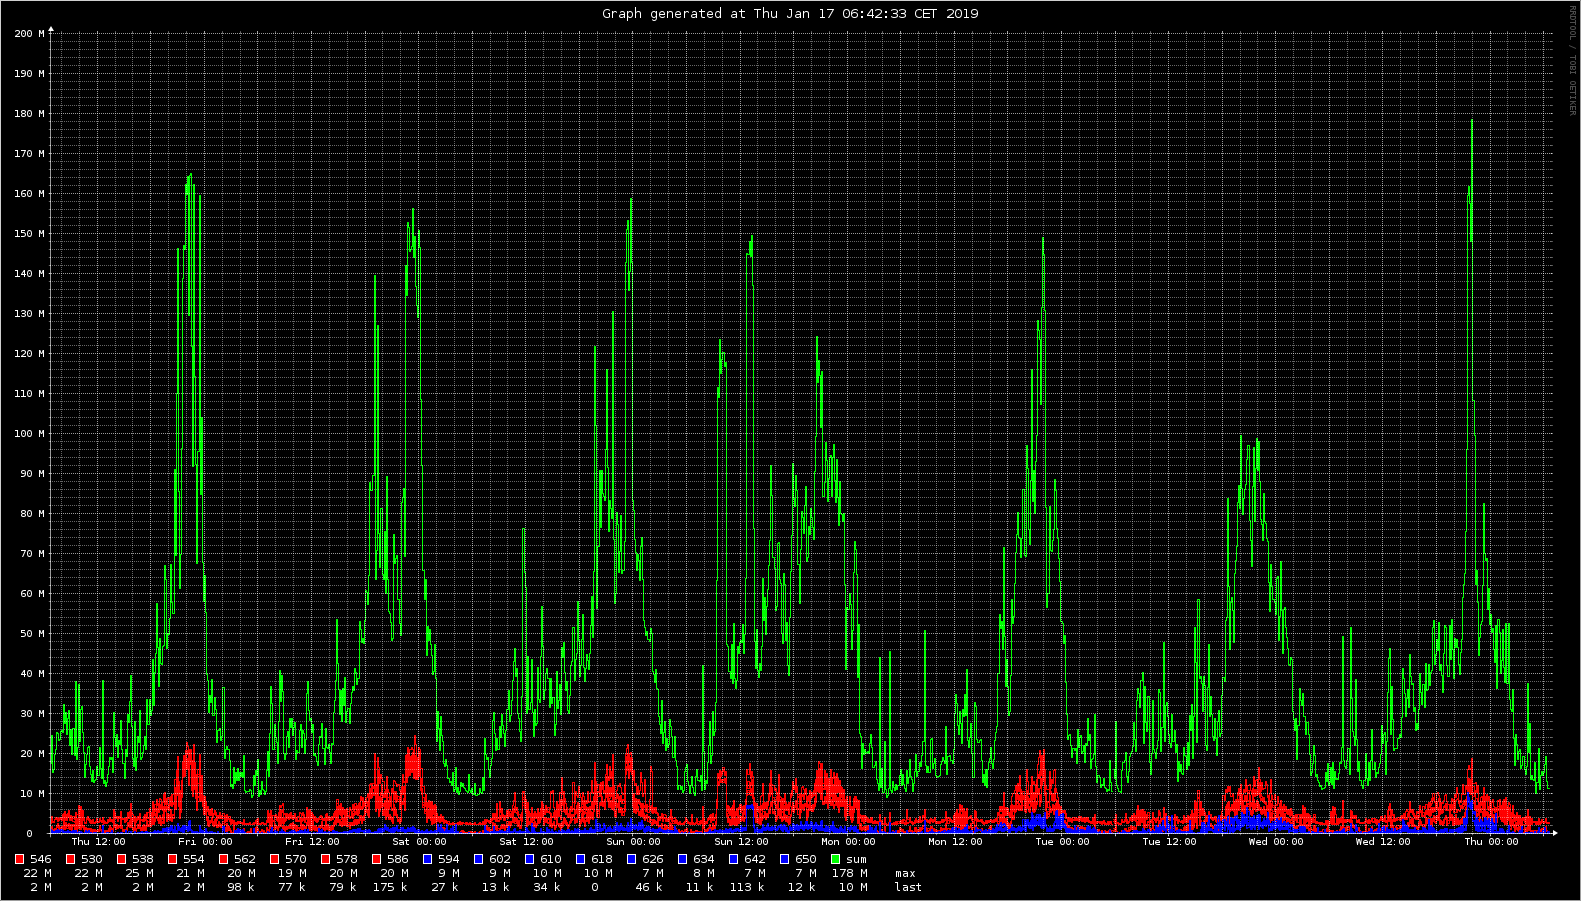 Graph generated at Thu Jan 17 06:42:33 CET 2019
RRDTOOL / TOBI OETIKER
200 M
190 M
180 M
170 M
160 M
150 M
140 M
130 M
120 M
110 M
100 M
90 M
80 M
70 M
60 M
50 M
40 M
30 M
20 M
10 M
0
Thu 12:00 Fri 00:00 Fri 12:00 Sat 00:00 Sat 12:00 Sun 00:00 Sun 12:00 Mon 00:00 Mon 12:00 Tue 00:00 Tue 12:00 Wed 00:00 Wed 12:00 Thu 00:00
546 530 538 554 562 570 578 586 594 602 610 618 626 634 642 650 sum
22 M 22 M 25 M 21 M 20 M 19 M 20 M 20 M 9 M 9 M 10 M 10 M 7 M 8 M 7 M 7 M 178 M max
2 M 2 M 2 M 2 M 98 k 77 k 79 k 175 k 27 k 13 k 34 k 0 46 k 11 k 113 k 12 k 10 M last